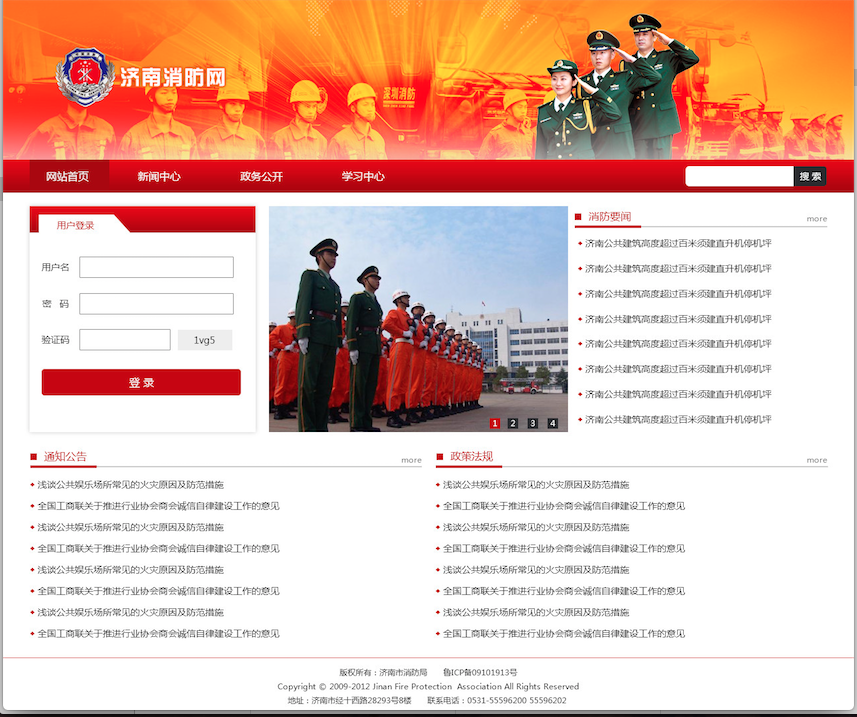 济南消防网
深圳消防
网站首页 新闻中心 政务公开 学习中心 搜 索
用户登录
用户名
密 码
验证码 1vg5
登 录
1 2 3 4
消防要闻 more
济南公共建筑高度超过百米须建直升机停机坪
济南公共建筑高度超过百米须建直升机停机坪
济南公共建筑高度超过百米须建直升机停机坪
济南公共建筑高度超过百米须建直升机停机坪
济南公共建筑高度超过百米须建直升机停机坪
济南公共建筑高度超过百米须建直升机停机坪
济南公共建筑高度超过百米须建直升机停机坪
济南公共建筑高度超过百米须建直升机停机坪
通知公告 more
浅谈公共娱乐场所常见的火灾原因及防范措施
全国工商联关于推进行业协会商会诚信自律建设工作的意见
浅谈公共娱乐场所常见的火灾原因及防范措施
全国工商联关于推进行业协会商会诚信自律建设工作的意见
浅谈公共娱乐场所常见的火灾原因及防范措施
全国工商联关于推进行业协会商会诚信自律建设工作的意见
浅谈公共娱乐场所常见的火灾原因及防范措施
全国工商联关于推进行业协会商会诚信自律建设工作的意见
政策法规 more
浅谈公共娱乐场所常见的火灾原因及防范措施
全国工商联关于推进行业协会商会诚信自律建设工作的意见
浅谈公共娱乐场所常见的火灾原因及防范措施
全国工商联关于推进行业协会商会诚信自律建设工作的意见
浅谈公共娱乐场所常见的火灾原因及防范措施
全国工商联关于推进行业协会商会诚信自律建设工作的意见
浅谈公共娱乐场所常见的火灾原因及防范措施
全国工商联关于推进行业协会商会诚信自律建设工作的意见
版权所有：济南市消防局 鲁ICP备09101913号
Copyright © 2009-2012 Jinan Fire Protection Association All Rights Reserved
地址：济南市经十西路28293号8楼 联系电话：0531-55596200 55596202